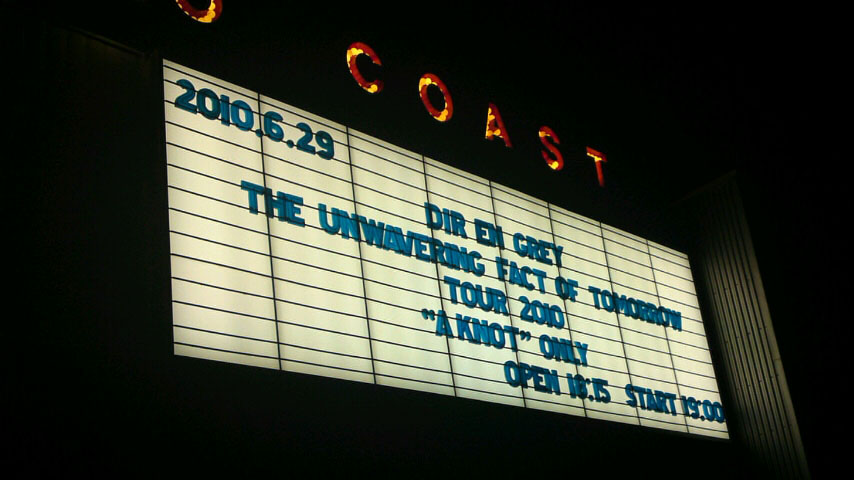 O COAST
2010.6.29
DIR EN GREY
THE UNWAVERING FACT OF TOMORROW
TOUR 2010
"A KNOT" ONLY
OPEN 18:15 START 19:00